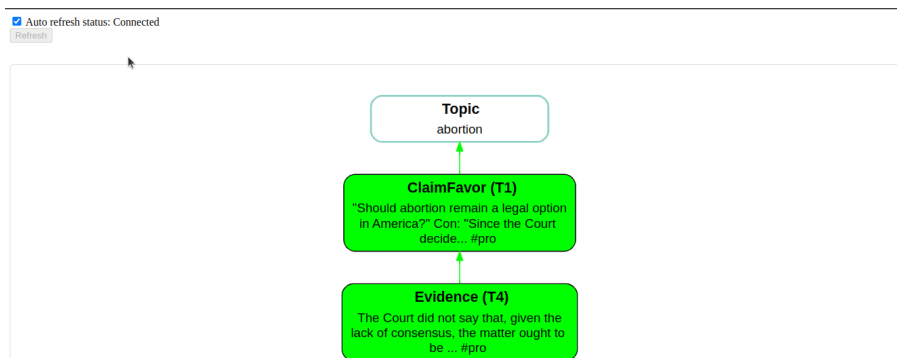 Auto refresh status: Connected
Refresh
Topic
abortion
ClaimFavor (T1)
"Should abortion remain a legal option
in America?" Con: "Since the Court
decide... #pro
Evidence (T4)
The Court did not say that, given the
lack of consensus, the matter ought to
be ... #pro